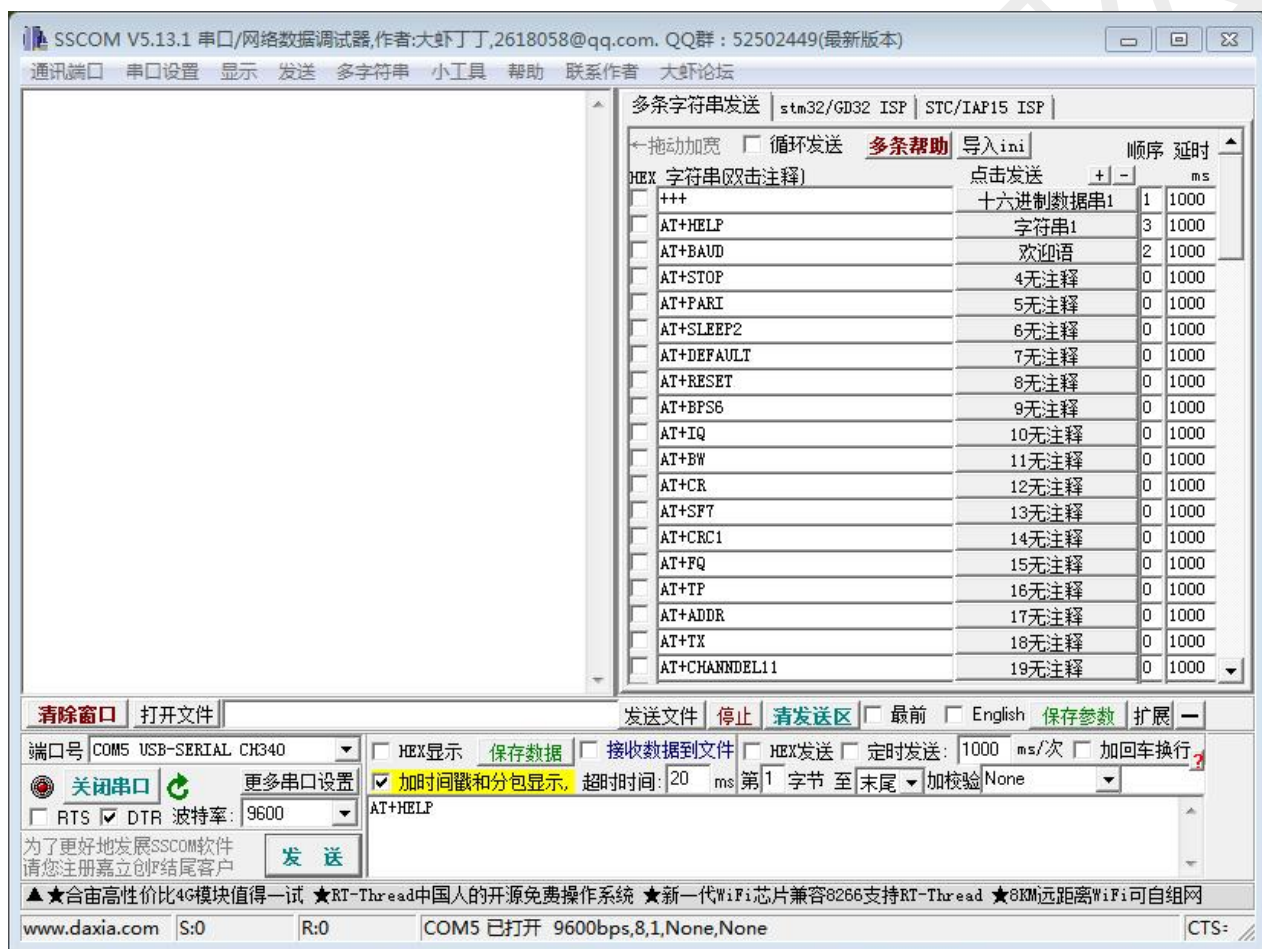 SSCOM V5.13.1 串口/网络数据调试器,作者:大虾丁丁,2618058@qq.com. QQ群：52502449(最新版本)
通讯端口 串口设置 显示 发送 多字符串 小工具 帮助 联系作者 大虾论坛
多条字符串发送 stm32/GD32 ISP STC/IAP15 ISP
←拖动加宽 循环发送 多条帮助 导入ini 顺序 延时
HEX 字符串(双击注释) 点击发送 + - ms
+++ 十六进制数据串1 1 1000
AT+HELP 字符串1 3 1000
AT+BAUD 欢迎语 2 1000
AT+STOP 4无注释 0 1000
AT+PARI 5无注释 0 1000
AT+SLEEP2 6无注释 0 1000
AT+DEFAULT 7无注释 0 1000
AT+RESET 8无注释 0 1000
AT+BPS6 9无注释 0 1000
AT+IQ 10无注释 0 1000
AT+BW 11无注释 0 1000
AT+CR 12无注释 0 1000
AT+SF7 13无注释 0 1000
AT+CRC1 14无注释 0 1000
AT+FQ 15无注释 0 1000
AT+TP 16无注释 0 1000
AT+ADDR 17无注释 0 1000
AT+TX 18无注释 0 1000
AT+CHANNDEL11 19无注释 0 1000
清除窗口 打开文件 发送文件 停止 清发送区 最前 English 保存参数 扩展 —
端口号 COM5 USB-SERIAL CH340 HEX显示 保存数据 接收数据到文件 HEX发送 定时发送: 1000 ms/次 加回车换行 ?
关闭串口 更多串口设置 加时间戳和分包显示, 超时时间: 20 ms 第1 字节 至 末尾 加校验 None
RTS DTR 波特率: 9600 AT+HELP
为了更好地发展SSCOM软件
请您注册嘉立创F结尾客户 发 送
▲★合宙高性价比4G模块值得一试 ★RT-Thread中国人的开源免费操作系统 ★新一代WiFi芯片兼容8266支持RT-Thread ★8KM远距离WiFi可自组网
www.daxia.com S:0 R:0 COM5 已打开 9600bps,8,1,None,None CTS=